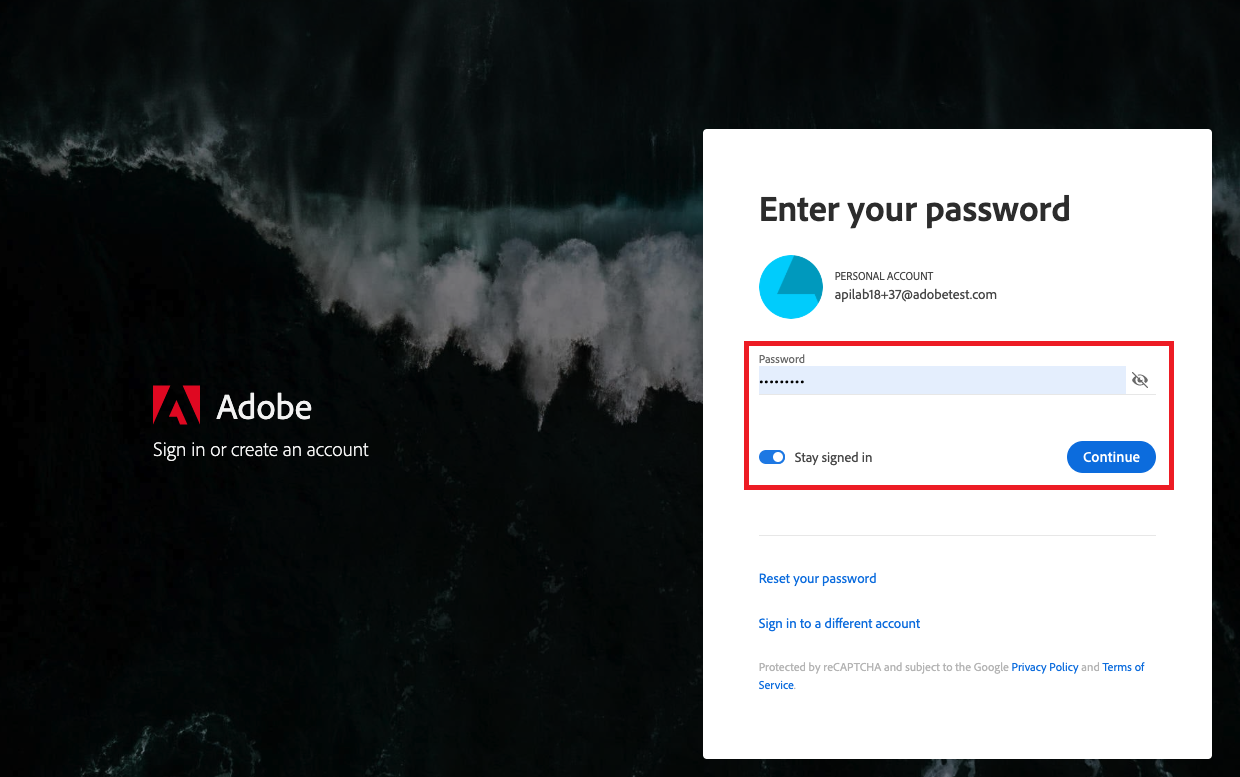 Adobe
Sign in or create an account
Enter your password
PERSONAL ACCOUNT
apilab18+37@adobetest.com
Password
•••••••••
Stay signed in
Continue
Reset your password
Sign in to a different account
Protected by reCAPTCHA and subject to the Google Privacy Policy and Terms of
Service.